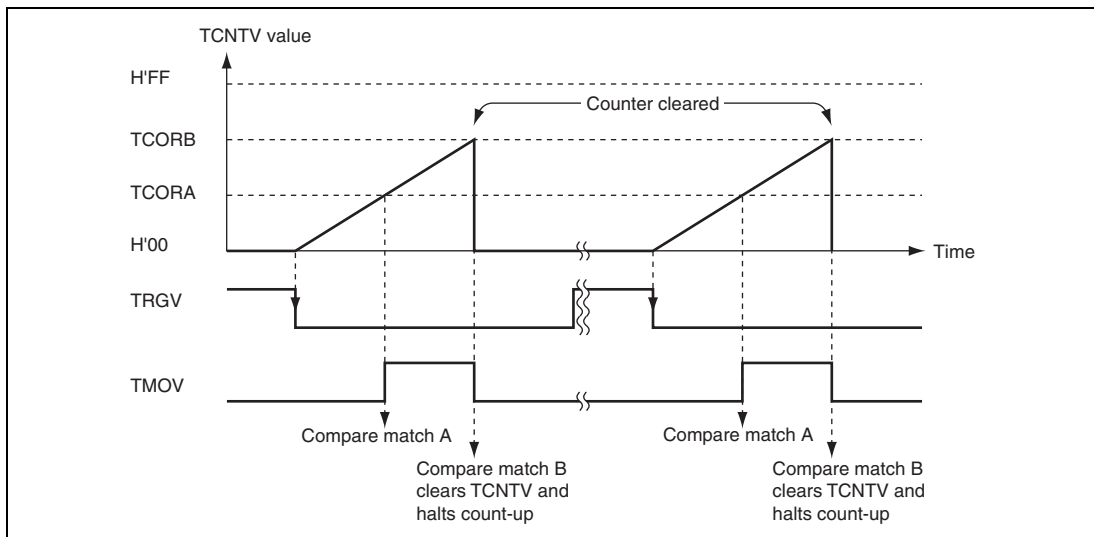 TCNTV value
H'FF
Counter cleared
TCORB
TCORA
H'00
Time
TRGV
TMOV
Compare match A
Compare match A
Compare match B
clears TCNTV and
halts count-up
Compare match B
clears TCNTV and
halts count-up